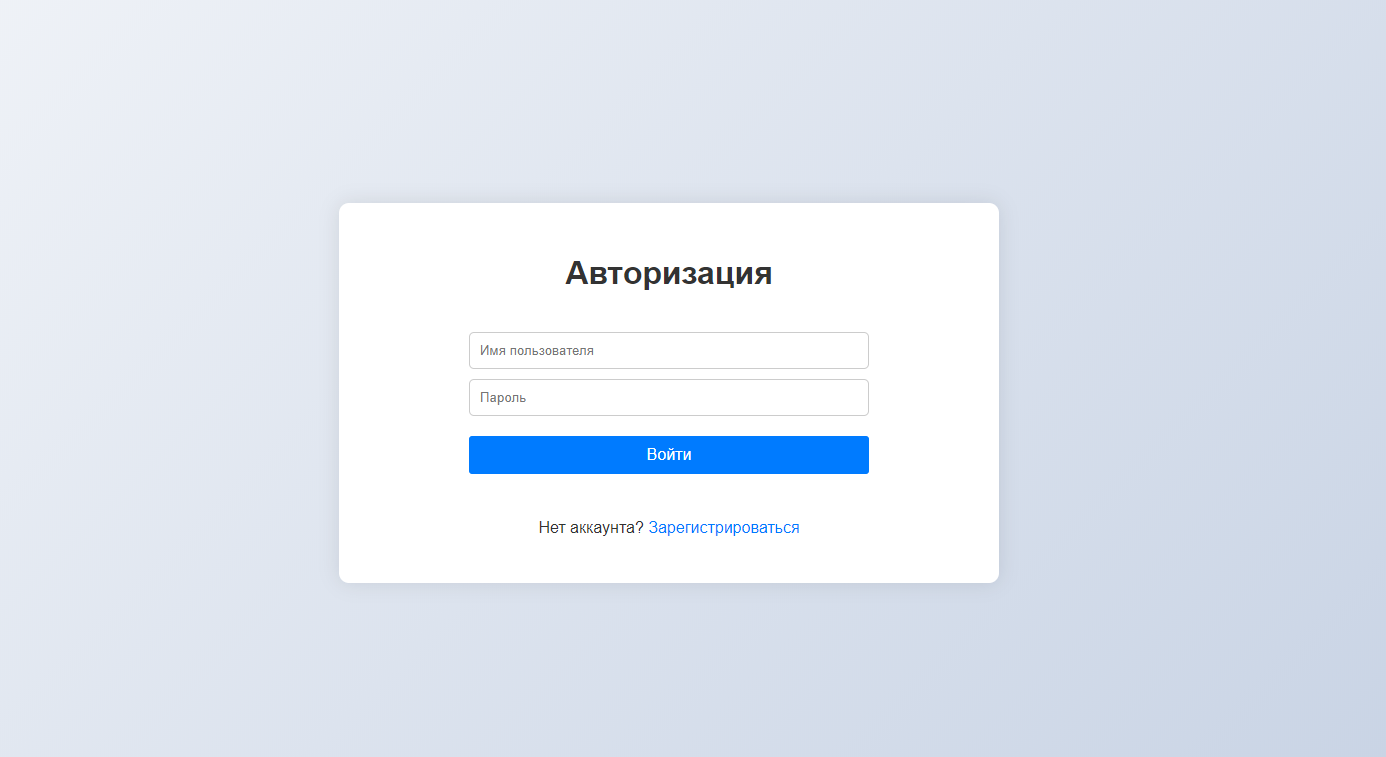 Авторизация
Имя пользователя
Пароль
Войти
Нет аккаунта? Зарегистрироваться